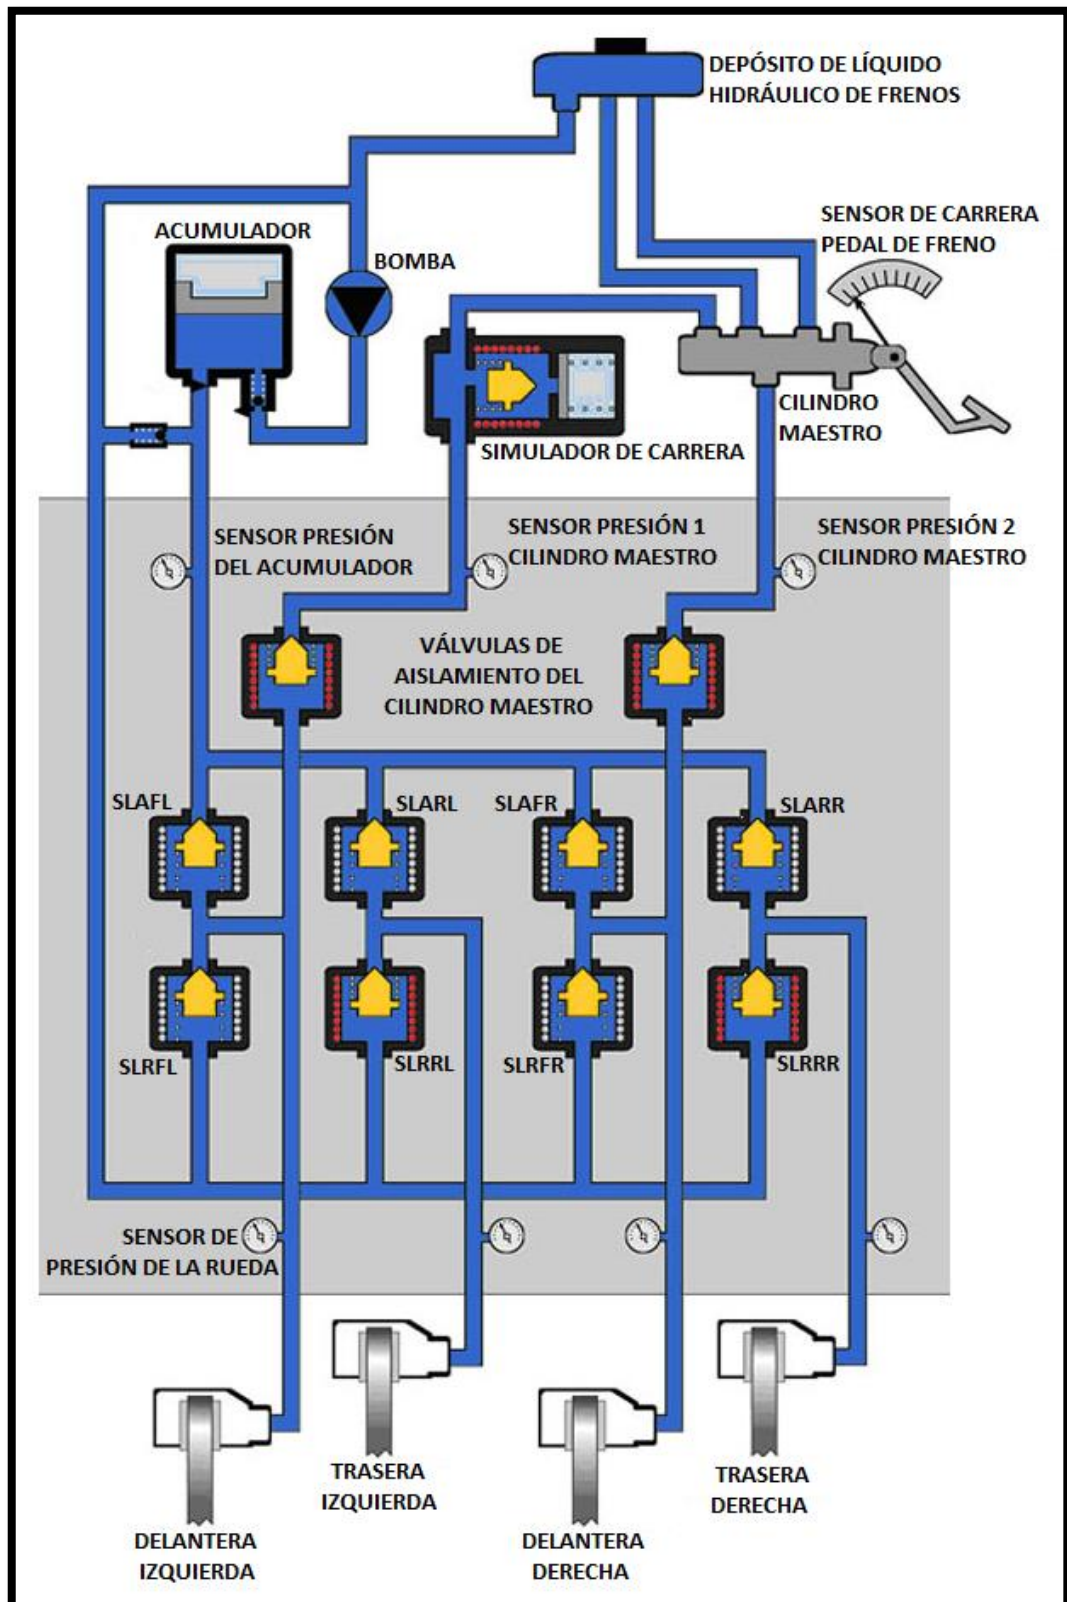 DEPÓSITO DE LÍQUIDO
HIDRÁULICO DE FRENOS
SENSOR DE CARRERA
PEDAL DE FRENO
ACUMULADOR
BOMBA
CILINDRO
MAESTRO
SIMULADOR DE CARRERA
SENSOR PRESIÓN
DEL ACUMULADOR
SENSOR PRESIÓN 1
CILINDRO MAESTRO
SENSOR PRESIÓN 2
CILINDRO MAESTRO
VÁLVULAS DE
AISLAMIENTO DEL
CILINDRO MAESTRO
SLAFL
SLARL
SLAFR
SLARR
SLRFL
SLRRL
SLRFR
SLRRR
SENSOR DE
PRESIÓN DE LA RUEDA
TRASERA
IZQUIERDA
TRASERA
DERECHA
DELANTERA
IZQUIERDA
DELANTERA
DERECHA